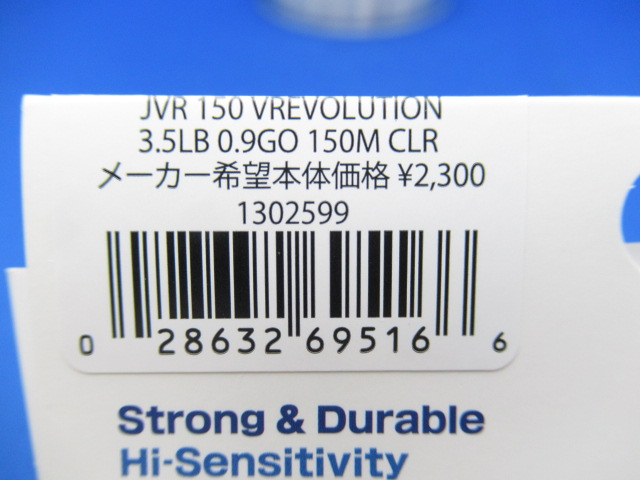 JVR 150 VREVOLUTION
3.5LB 0.9GO 150M CLR
メーカー希望本体価格 ¥2,300
1302599
0 28632 69516 6
Strong & Durable
Hi-Sensitivity